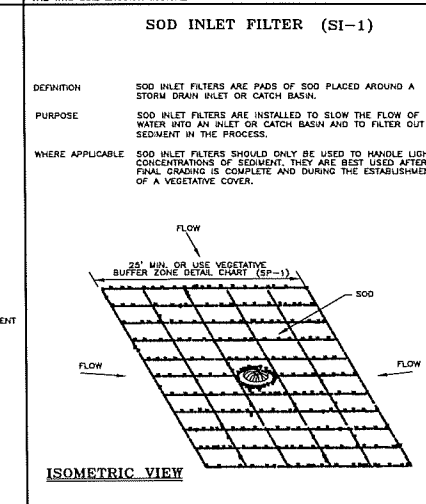 SOD INLET FILTER (SI-1)
DEFINITION SOD INLET FILTERS ARE PADS OF SOD PLACED AROUND A
STORM DRAIN INLET OR CATCH BASIN.
PURPOSE SOD INLET FILTERS ARE INSTALLED TO SLOW THE FLOW OF
WATER INTO AN INLET OR CATCH BASIN AND TO FILTER OUT
SEDIMENT IN THE PROCESS.
WHERE APPLICABLE SOD INLET FILTERS SHOULD ONLY BE USED TO HANDLE LIGH
CONCENTRATIONS OF SEDIMENT. THEY ARE BEST USED AFTER
FINAL GRADING IS COMPLETE AND DURING THE ESTABLISHME
OF A VEGETATIVE COVER.
FLOW
25' MIN. OR USE VEGETATIVE
BUFFER ZONE DETAIL CHART (SP-1)
SOD
ENT
FLOW
FLOW
ISOMETRIC VIEW